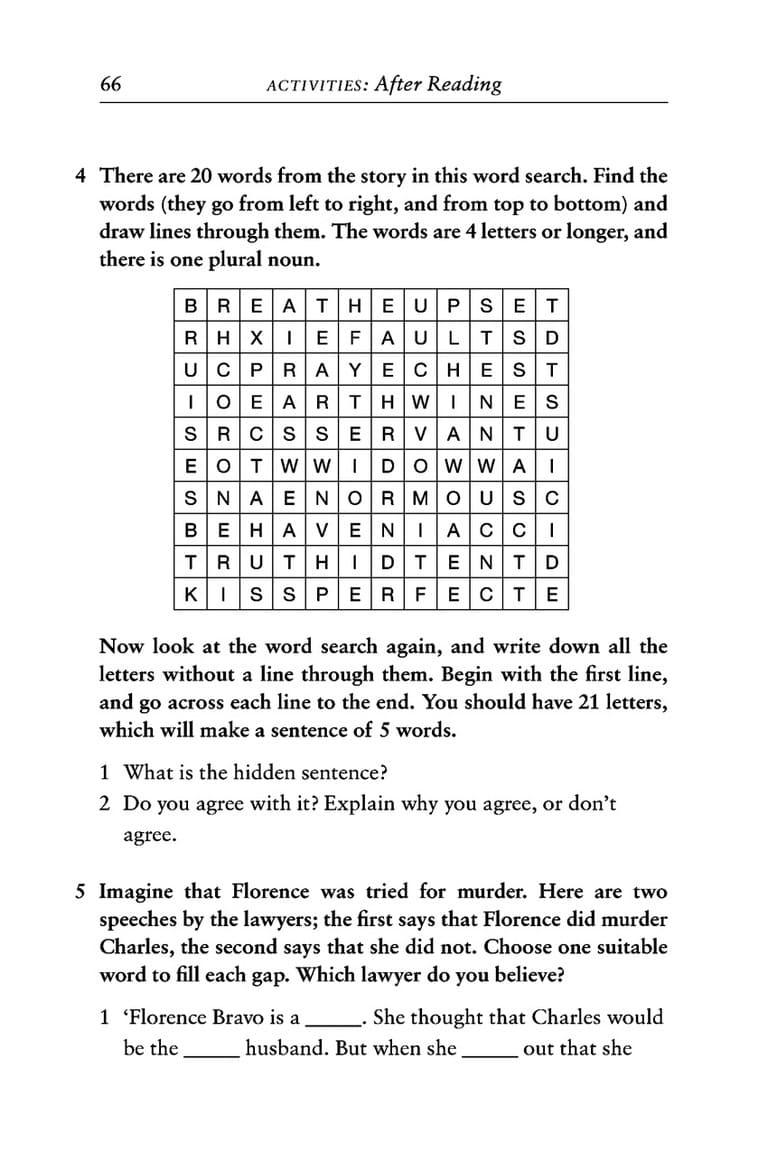 66 ACTIVITIES: After Reading
4 There are 20 words from the story in this word search. Find the
words (they go from left to right, and from top to bottom) and
draw lines through them. The words are 4 letters or longer, and
there is one plural noun.
B R E A T H E U P S E T
R H X I E F A U L T S D
U C P R A Y E C H E S T
I O E A R T H W I N E S
S R C S S E R V A N T U
E O T W W I D O W W A I
S N A E N O R M O U S C
B E H A V E N I A C C I
T R U T H I D T E N T D
K I S S P E R F E C T E
Now look at the word search again, and write down all the
letters without a line through them. Begin with the first line,
and go across each line to the end. You should have 21 letters,
which will make a sentence of 5 words.
1 What is the hidden sentence?
2 Do you agree with it? Explain why you agree, or don’t
agree.
5 Imagine that Florence was tried for murder. Here are two
speeches by the lawyers; the first says that Florence did murder
Charles, the second says that she did not. Choose one suitable
word to fill each gap. Which lawyer do you believe?
1 ‘Florence Bravo is a _____. She thought that Charles would
be the _____ husband. But when she _____ out that she